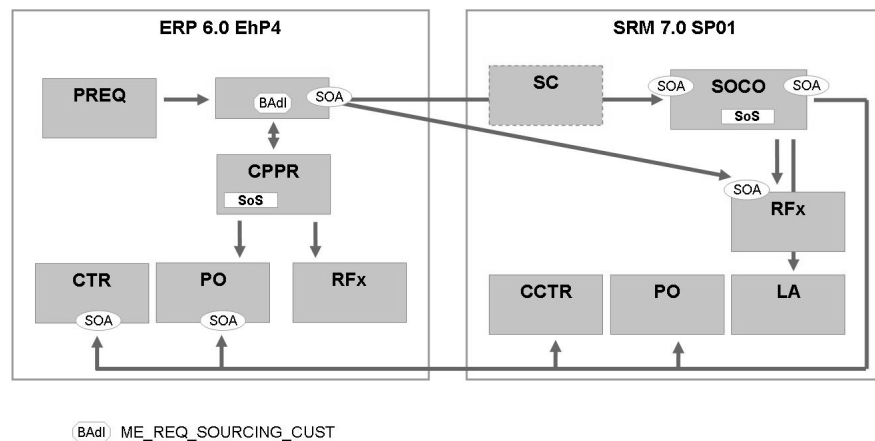 ERP 6.0 EhP4
SRM 7.0 SP01
PREQ
BAdI
SOA
SC
SOA
SOCO
SOA
SoS
CPPR
SoS
SOA
RFx
CTR
SOA
PO
SOA
RFx
CCTR
PO
LA
BAdI ME_REQ_SOURCING_CUST